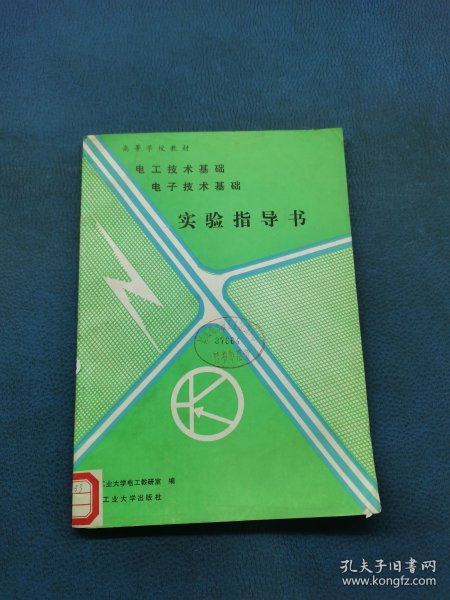 高等学校教材
电工技术基础
电子技术基础
实验指导书
工业大学电工教研室 编
工业大学出版社
孔夫子旧书网
www.kongfz.com